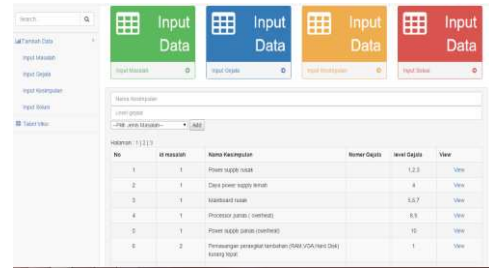 Search
Tambah Data
Input Masalah
Input Gejala
Input Kesimpulan
Input Solusi
Tabel View
Input Data
Input Data
Input Data
Input Data
Input Masalah
Input Gejala
Input Kesimpulan
Input Solusi
Nama Kesimpulan
Level gejala
--Pilih Jenis Masalah-- Add
Halaman : 1 | 2 | 3
No Id masalah Nama Kesimpulan Nomer Gejala level Gejala View
1 1 Power supply rusak 1,2,3 View
2 1 Daya power supply lemah 4 View
3 1 Mainboard rusak 5,6,7 View
4 1 Processor panas ( overheat) 8,9 View
5 1 Power supple panas (overheat) 10 View
6 2 Pemasangan perangkat tambahan (RAM,VGA,Hard Disk) kurang tepat 1 View